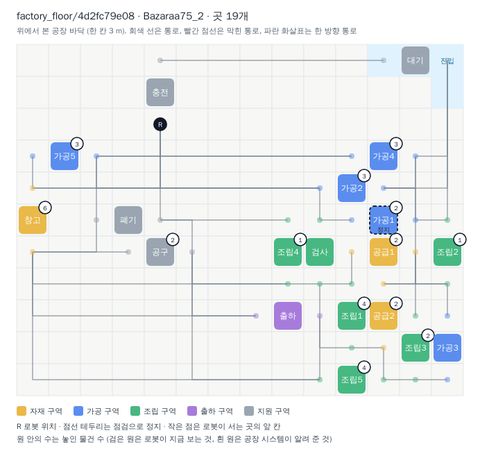 factory_floor/4d2fc79e08 · Bazaraa75_2 · 곳 19개
위에서 본 공장 바닥 (한 칸 3 m). 회색 선은 통로, 빨간 점선은 막힌 통로, 파란 화살표는 한 방향 통로
대기
진입
충전
R
3
가공5
3
가공4
3
가공2
6
창고
폐기
2
가공1
정지
2
공구
1
조립4
검사
2
공급1
1
조립2
출하
4
조립1
2
공급2
2
조립3
가공3
4
조립5
자재 구역
가공 구역
조립 구역
출하 구역
지원 구역
R 로봇 위치 · 점선 테두리는 점검으로 정지 · 작은 점은 로봇이 서는 곳의 앞 칸
원 안의 수는 놓인 물건 수 (검은 원은 로봇이 지금 보는 것, 흰 원은 공장 시스템이 알려 준 것)